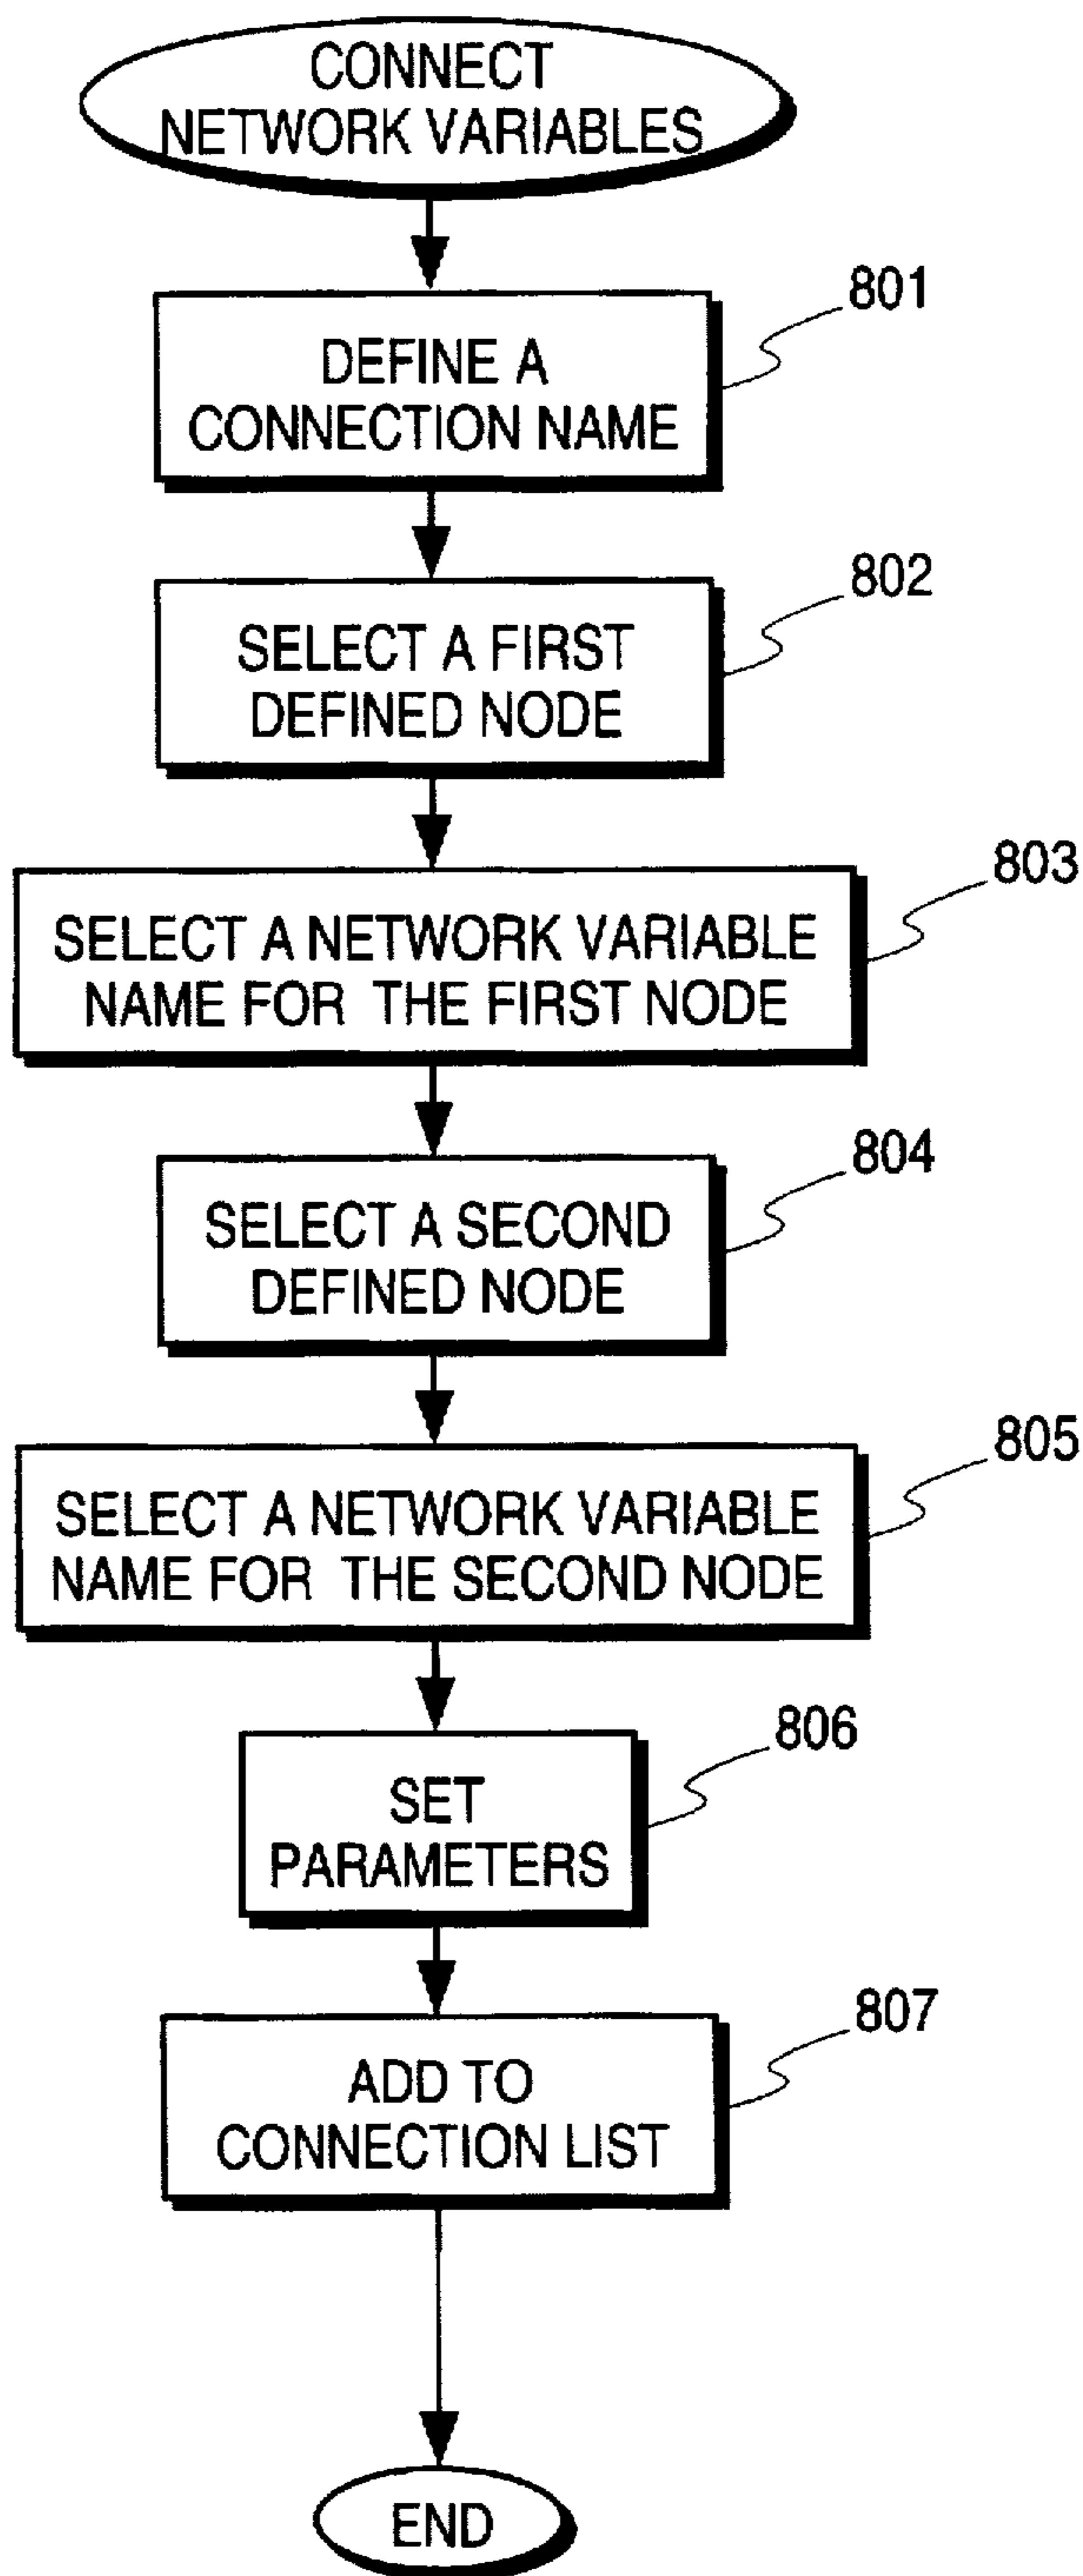 CONNECT
NETWORK VARIABLES
801
DEFINE A
CONNECTION NAME
802
SELECT A FIRST
DEFINED NODE
803
SELECT A NETWORK VARIABLE
NAME FOR THE FIRST NODE
804
SELECT A SECOND
DEFINED NODE
805
SELECT A NETWORK VARIABLE
NAME FOR THE SECOND NODE
806
SET
PARAMETERS
807
ADD TO
CONNECTION LIST
END